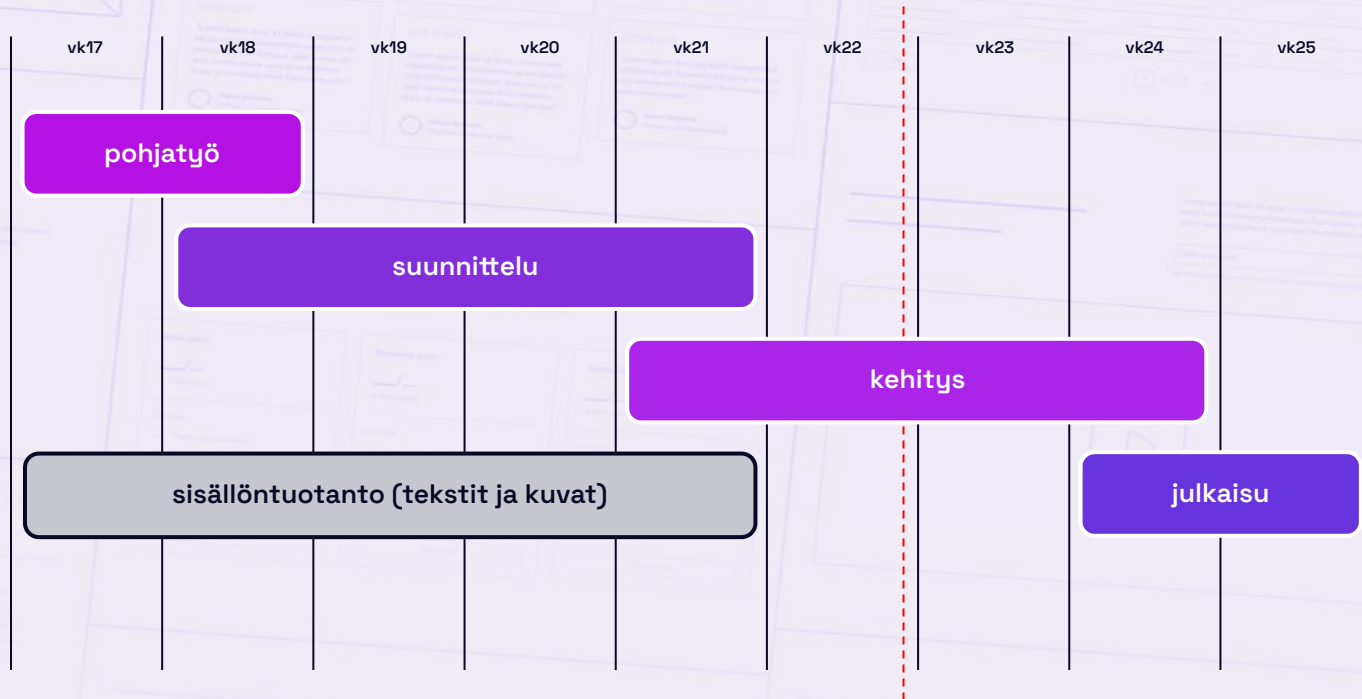 vk17 vk18 vk19 vk20 vk21 vk22 vk23 vk24 vk25
pohjatyö
suunnittelu
kehitys
sisällöntuotanto (tekstit ja kuvat)
julkaisu